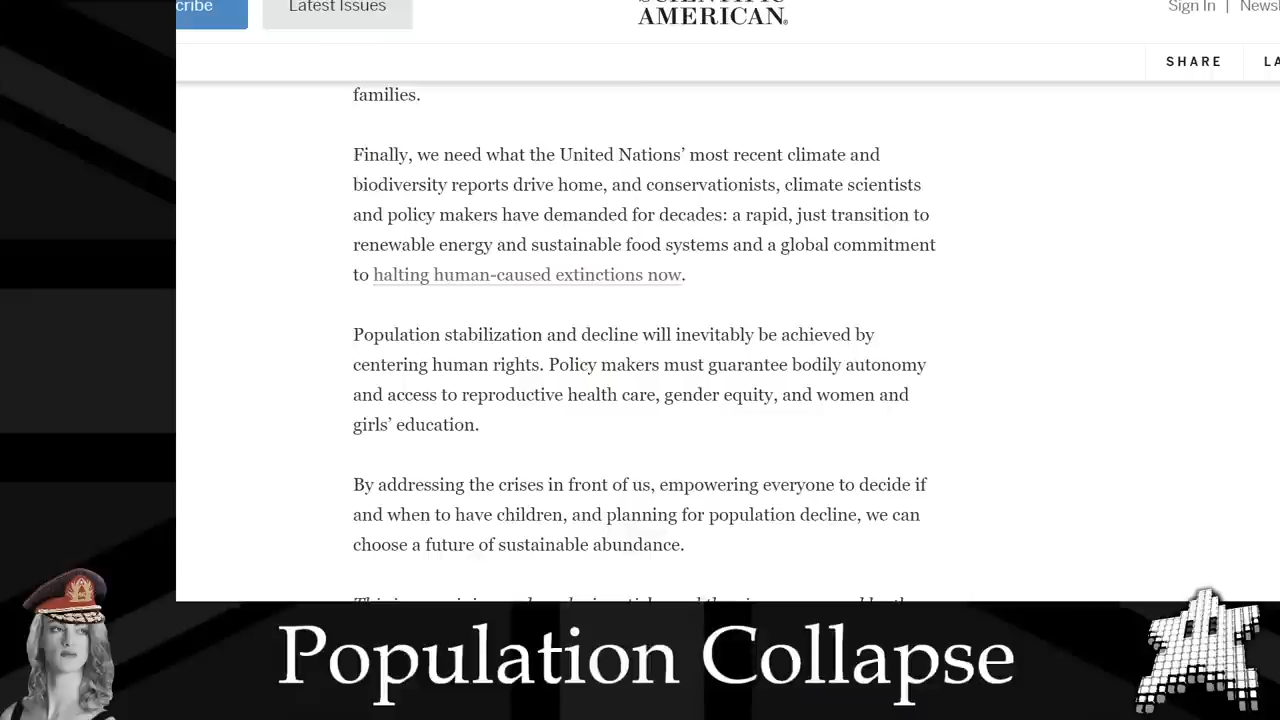 Latest Issues
AMERICAN
Sign In |
SHARE
families.
Finally, we need what the United Nations’ most recent climate and
biodiversity reports drive home, and conservationists, climate scientists
and policy makers have demanded for decades: a rapid, just transition to
renewable energy and sustainable food systems and a global commitment
to halting human-caused extinctions now.
Population stabilization and decline will inevitably be achieved by
centering human rights. Policy makers must guarantee bodily autonomy
and access to reproductive health care, gender equity, and women and
girls’ education.
By addressing the crises in front of us, empowering everyone to decide if
and when to have children, and planning for population decline, we can
choose a future of sustainable abundance.
Population Collapse